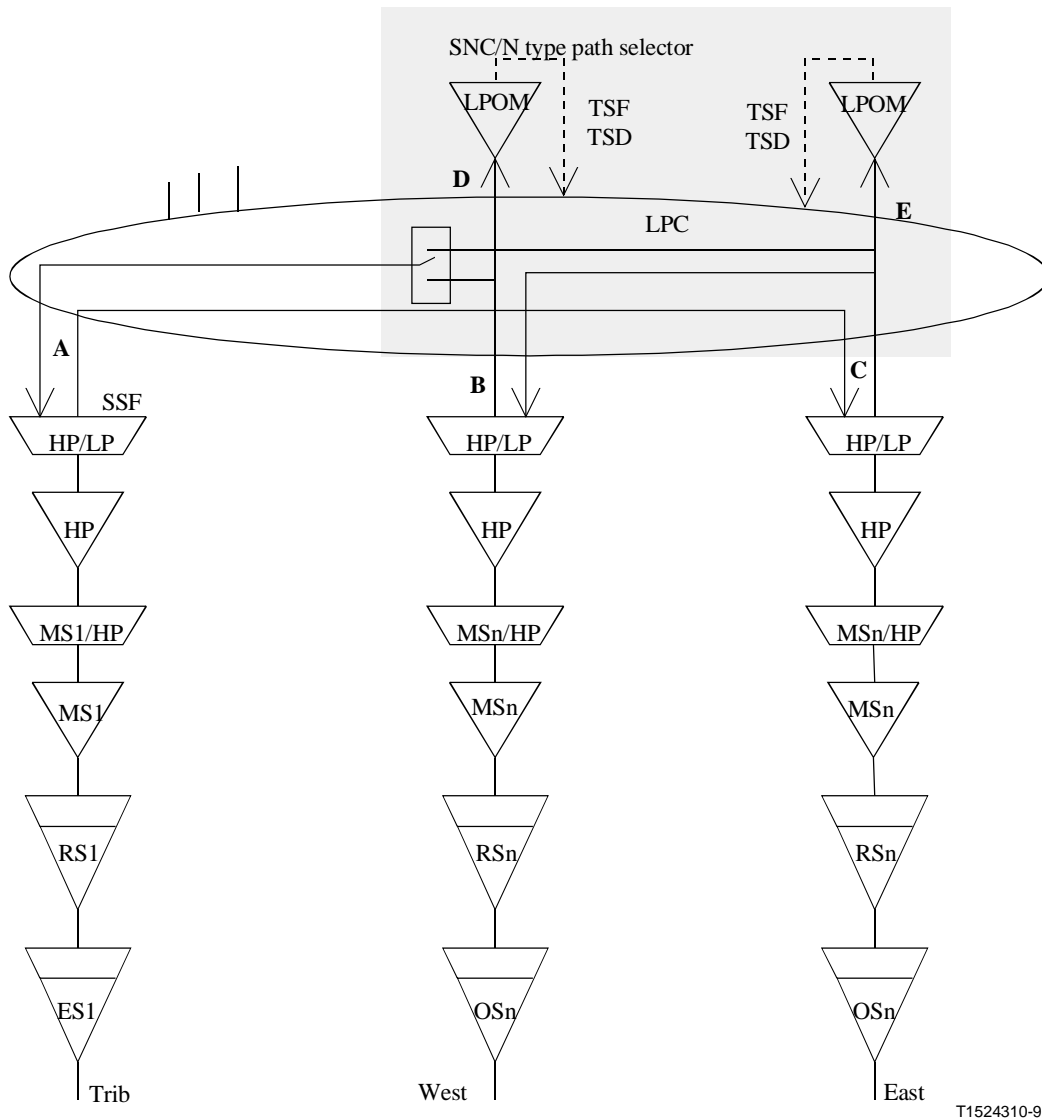 SNC/N type path selector
LPOM
LPOM
TSF
TSD
TSF
TSD
D
E
LPC
A
B
C
SSF
HP/LP
HP/LP
HP/LP
HP
HP
HP
MS1/HP
MSn/HP
MSn/HP
MS1
MSn
MSn
RS1
RSn
RSn
ES1
OSn
OSn
Trib
West
East
T1524310-9